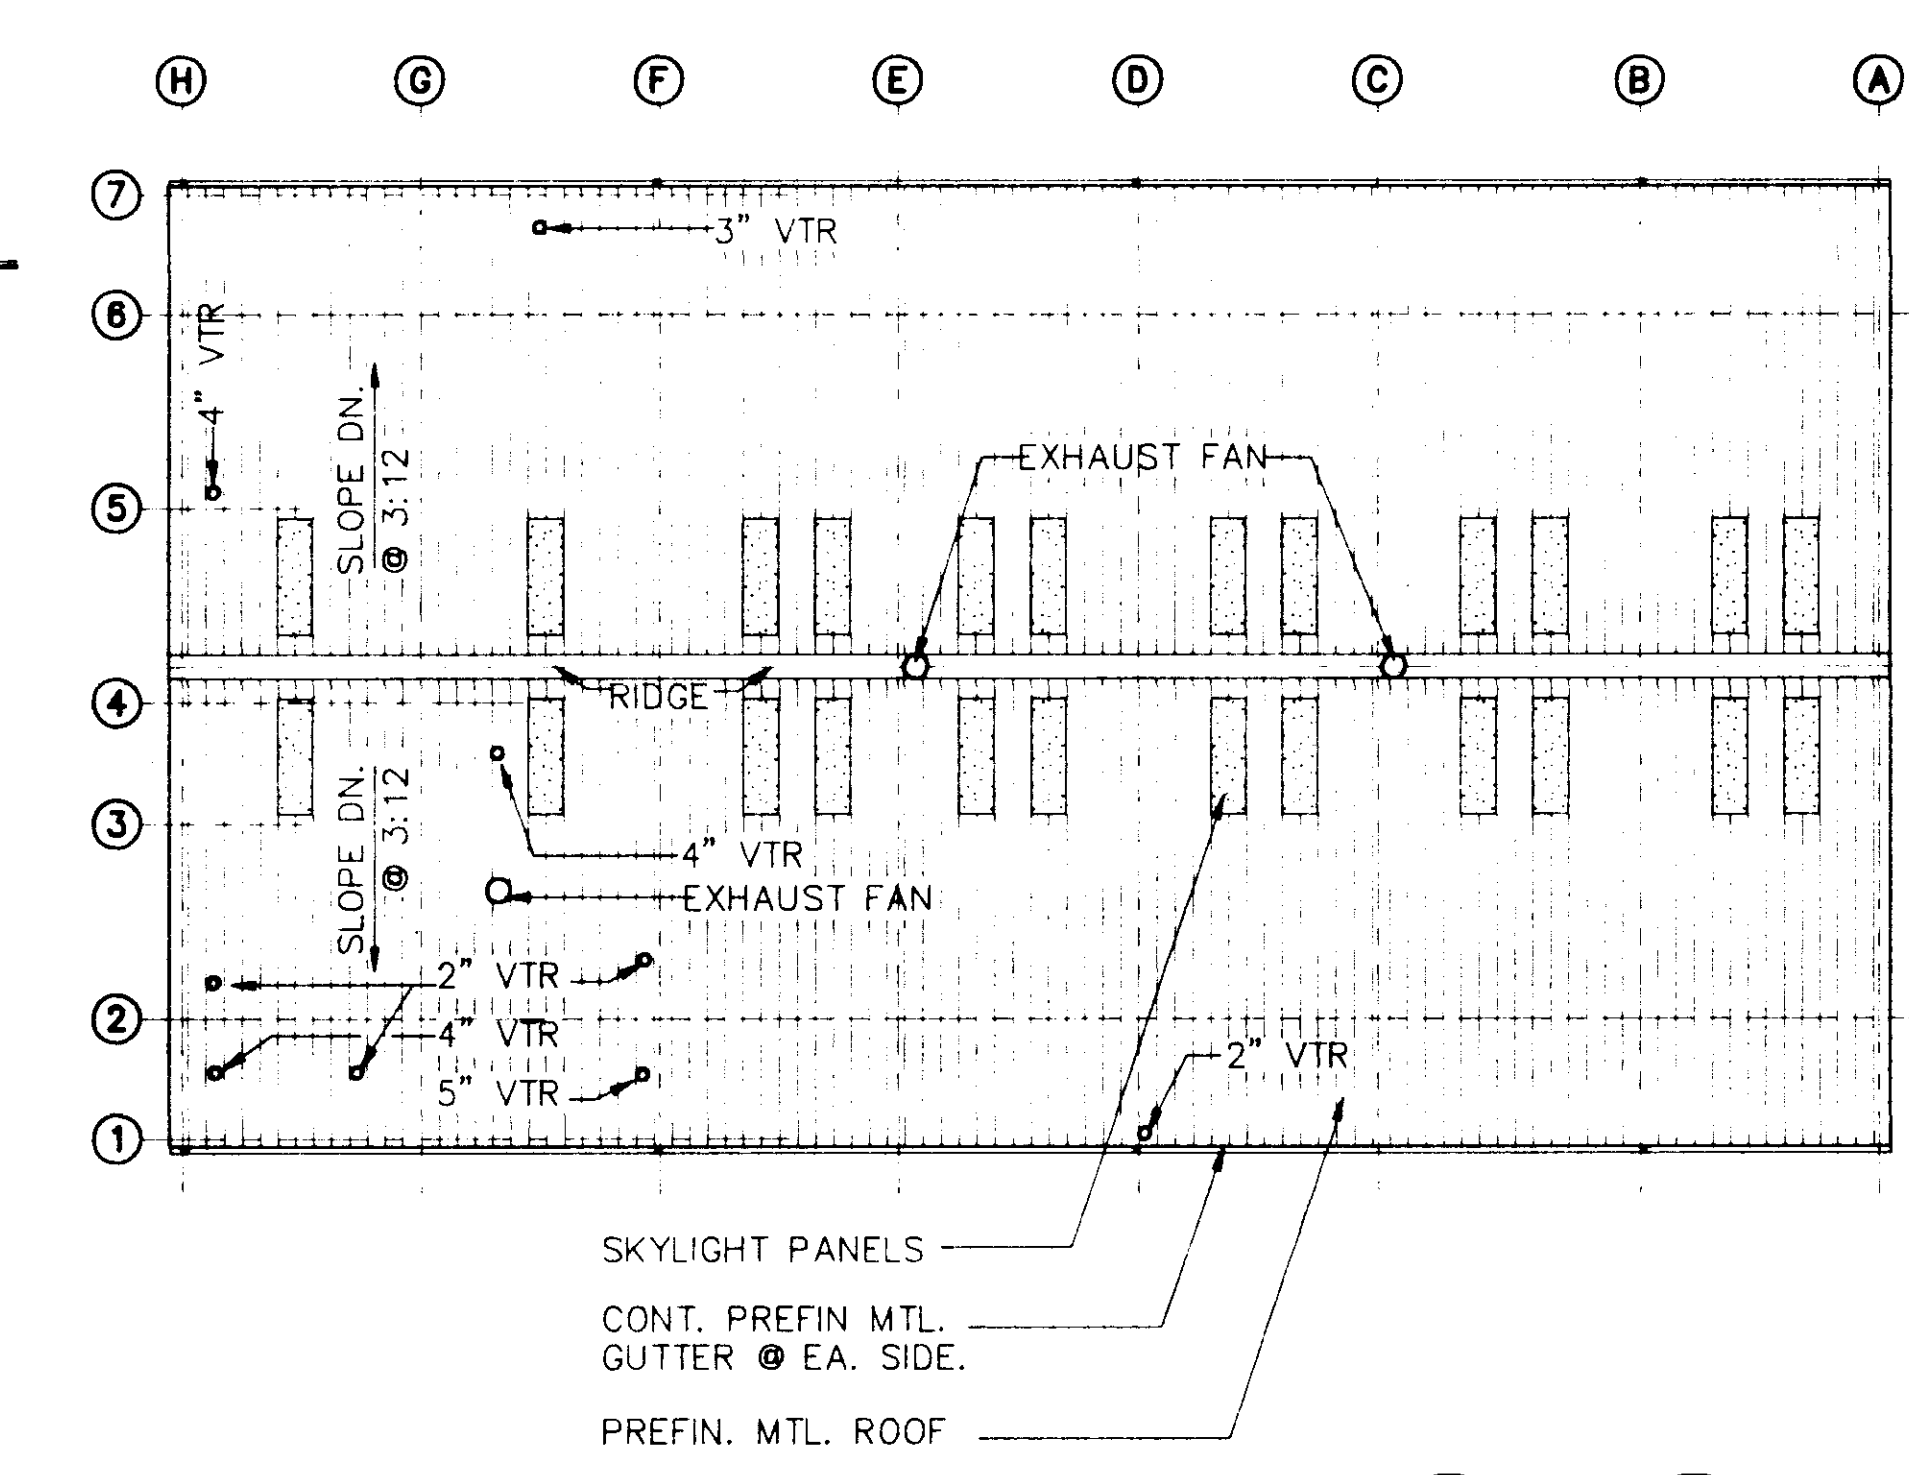 H G F E D C B A
7
3” VTR
6
4” VTR
SLOPE DN.
@ 3:12
EXHAUST FAN
5
RIDGE
4
SLOPE DN.
@ 3:12
3
4” VTR
EXHAUST FAN
2” VTR
2
4” VTR
2” VTR
5” VTR
1
SKYLIGHT PANELS
CONT. PREFIN MTL.
GUTTER @ EA. SIDE.
PREFIN. MTL. ROOF